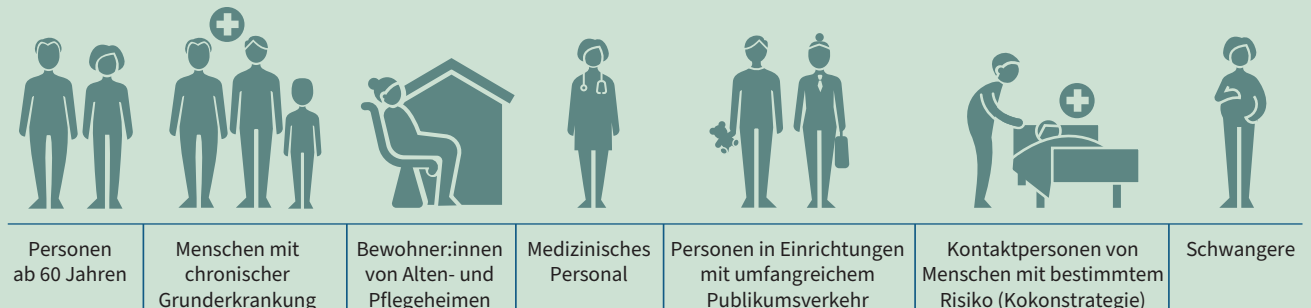 Personen
ab 60 Jahren
Menschen mit
chronischer
Grunderkrankung
Bewohner:innen
von Alten- und
Pflegeheimen
Medizinisches
Personal
Personen in Einrichtungen
mit umfangreichem
Publikumsverkehr
Kontaktpersonen von
Menschen mit bestimmtem
Risiko (Kokonstrategie)
Schwangere